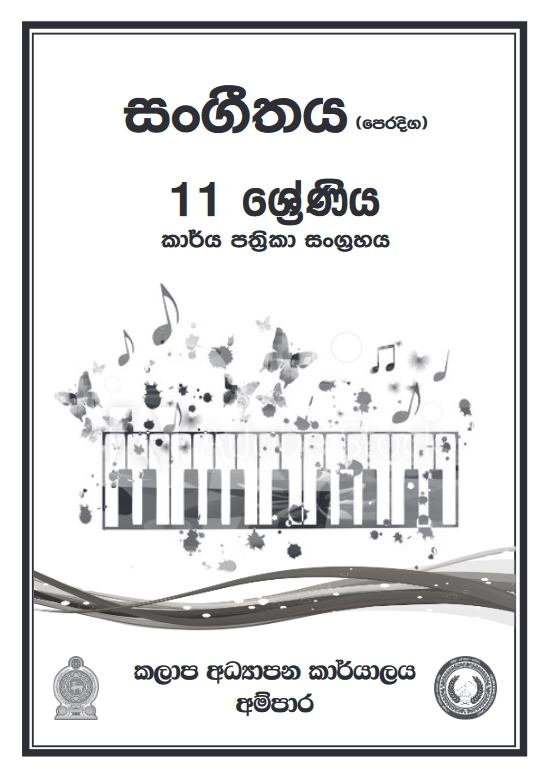 සංගීතය (පෙරදිග)
11 ශ්‍රේණිය
කාර්ය පත්‍රිකා සංග්‍රහය
කලාප අධ්‍යාපන කාර්යාලය
අම්පාර